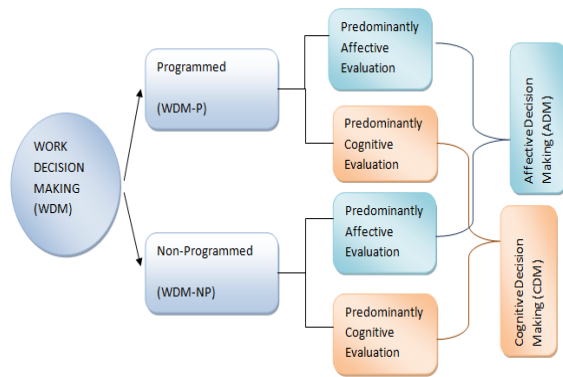 WORK
DECISION
MAKING
(WDM)
Programmed
(WDM-P)
Non-Programmed
(WDM-NP)
Predominantly
Affective
Evaluation
Predominantly
Cognitive
Evaluation
Predominantly
Affective
Evaluation
Predominantly
Cognitive
Evaluation
Affective Decision
Making (ADM)
Cognitive Decision
Making (CDM)